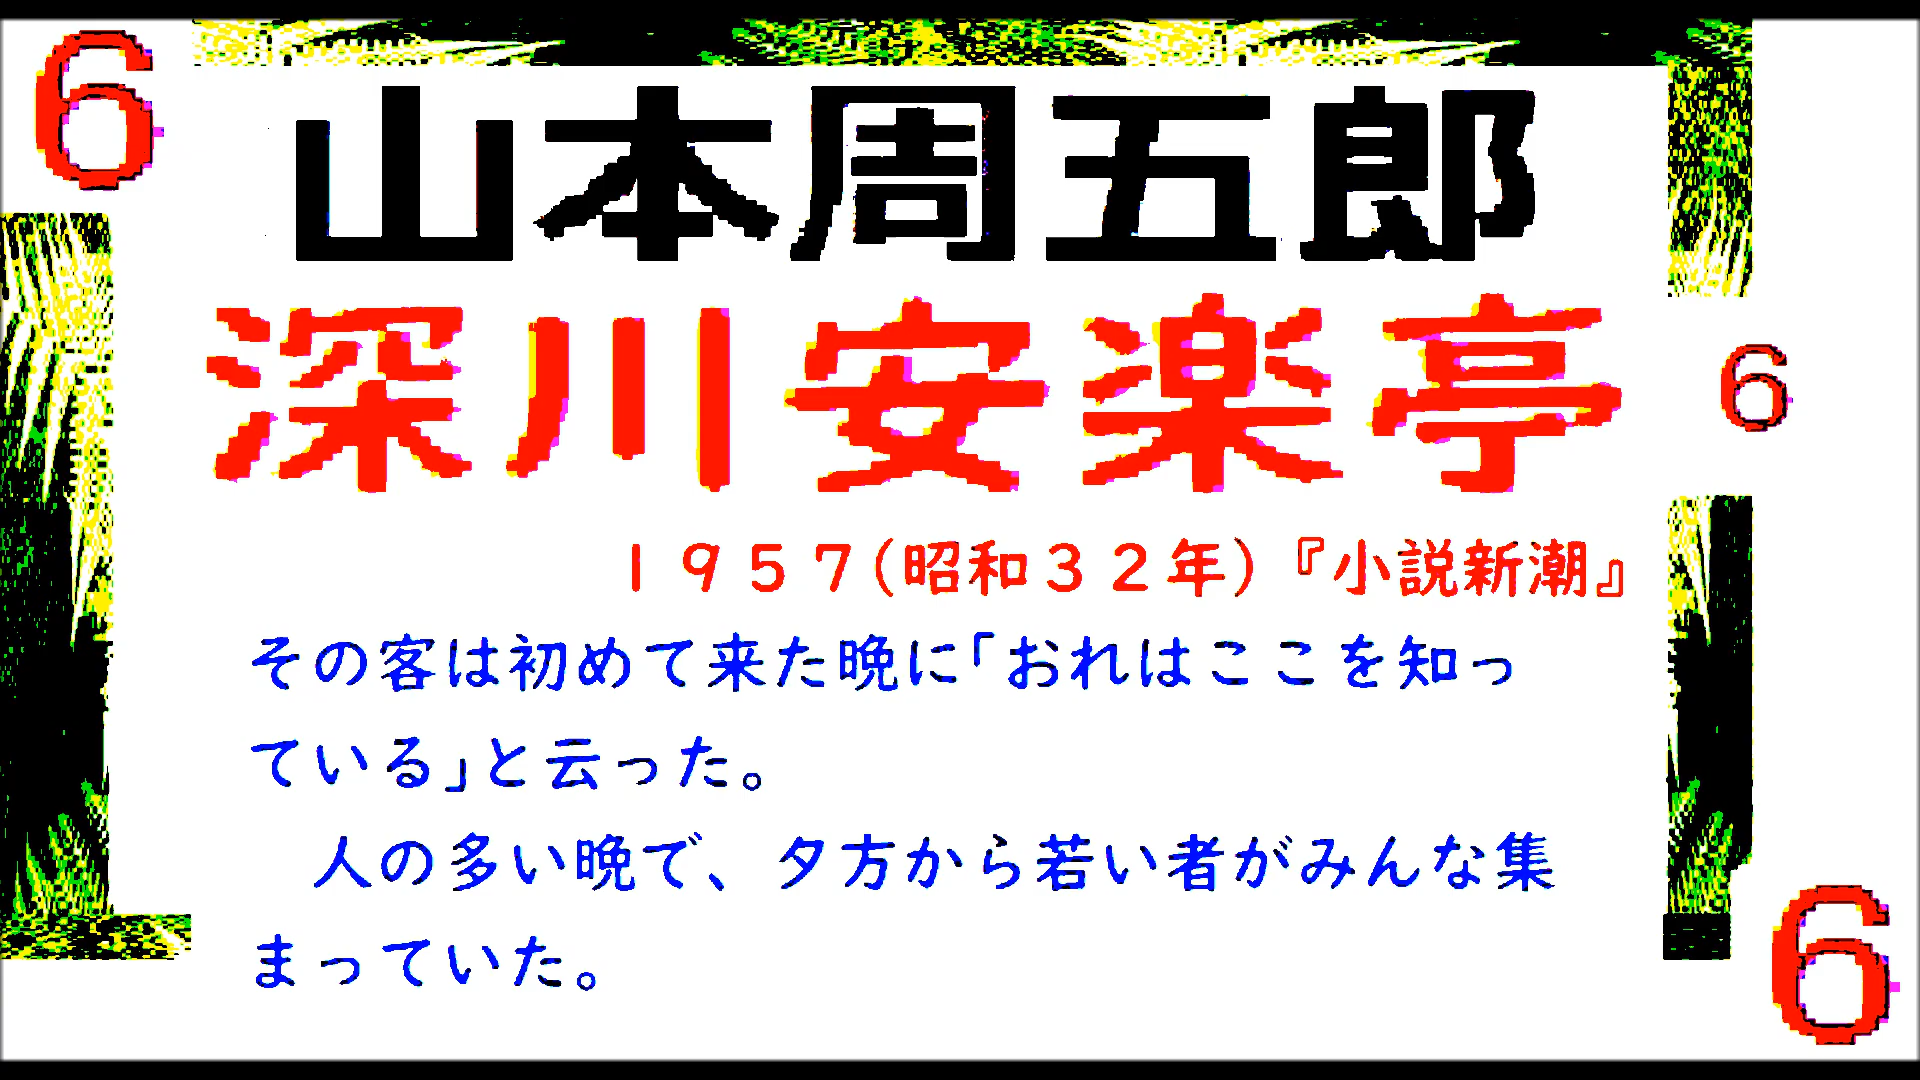 6
山本周五郎
深川安楽亭
6
１９５７(昭和３２年)『小説新潮』
その客は初めて来た晩に「おれはここを知っ
ている」と云った。
　人の多い晩で、夕方から若い者がみんな集
まっていた。
6